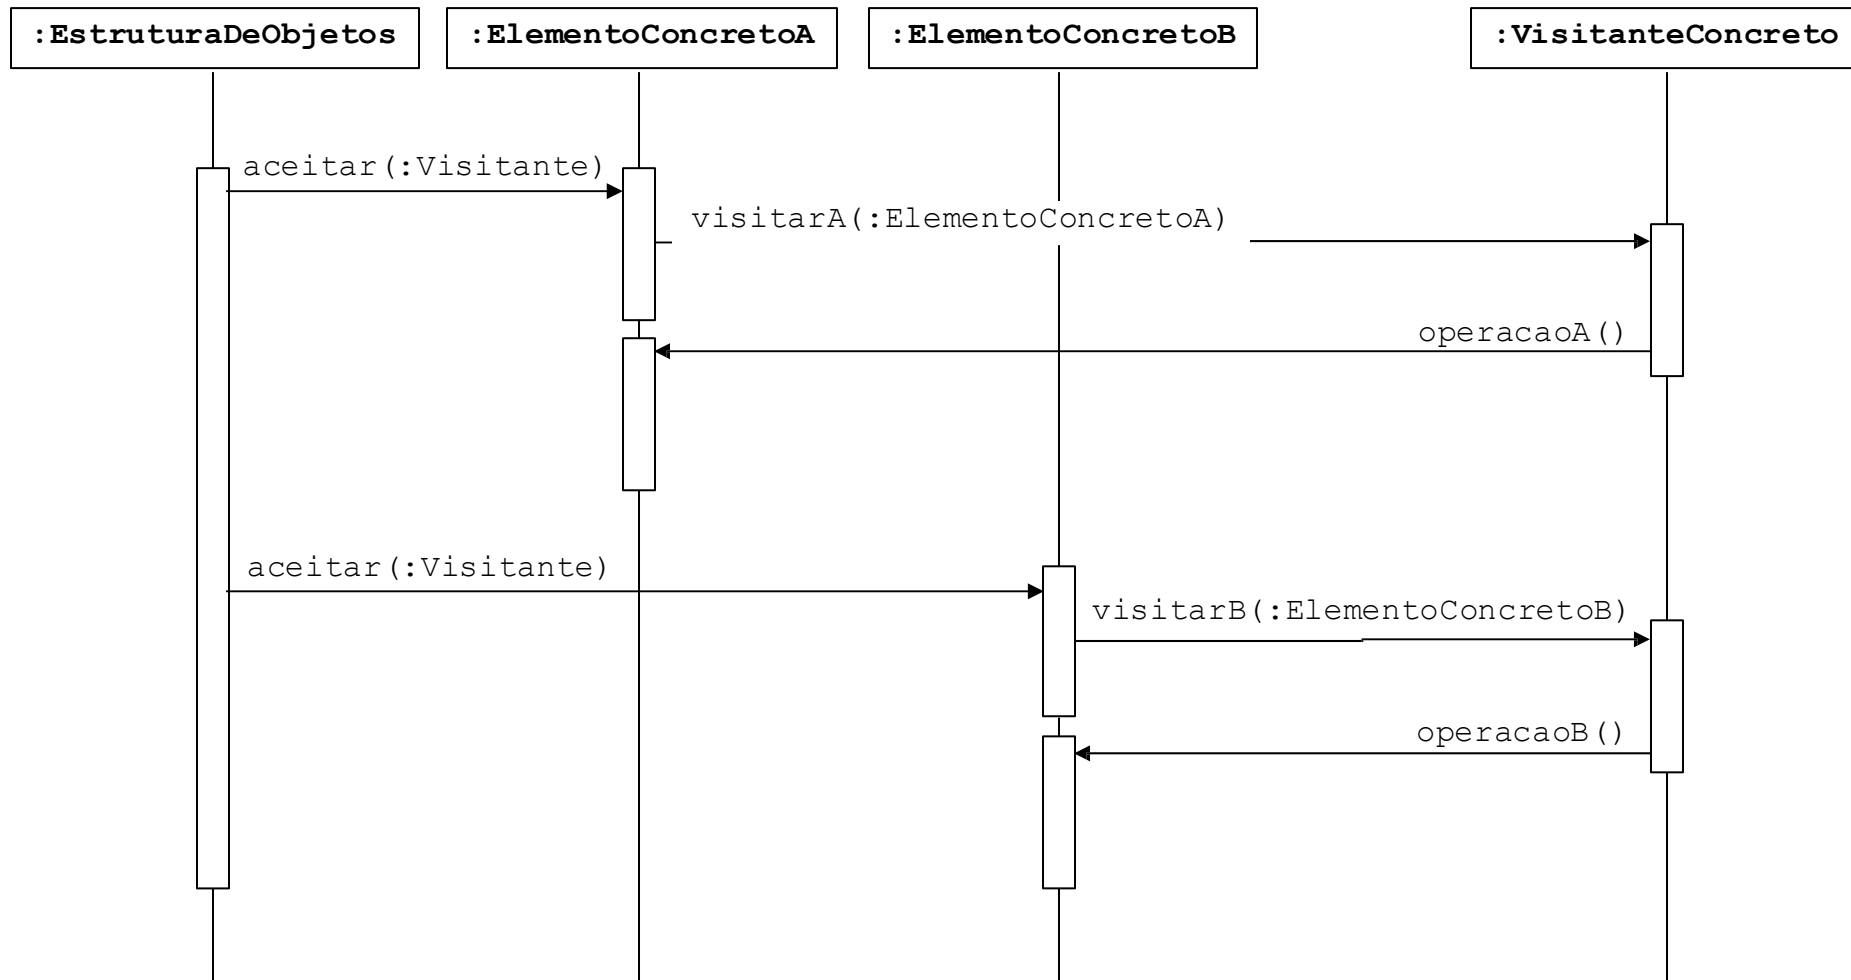 :EstruturaDeObjetos
:ElementoConcretoA
:ElementoConcretoB
:VisitanteConcreto
aceitar(:Visitante)
visitarA(:ElementoConcretoA)
operacaoA()
aceitar(:Visitante)
visitarB(:ElementoConcretoB)
operacaoB()